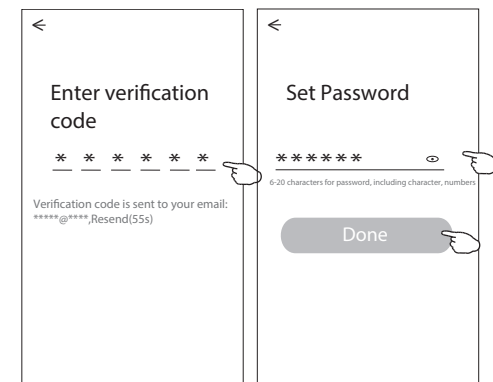 Enter verification
code
* * * * * *
Verification code is sent to your email:
*****@****,Resend(55s)
Set Password
******
6-20 characters for password, including character, numbers
Done